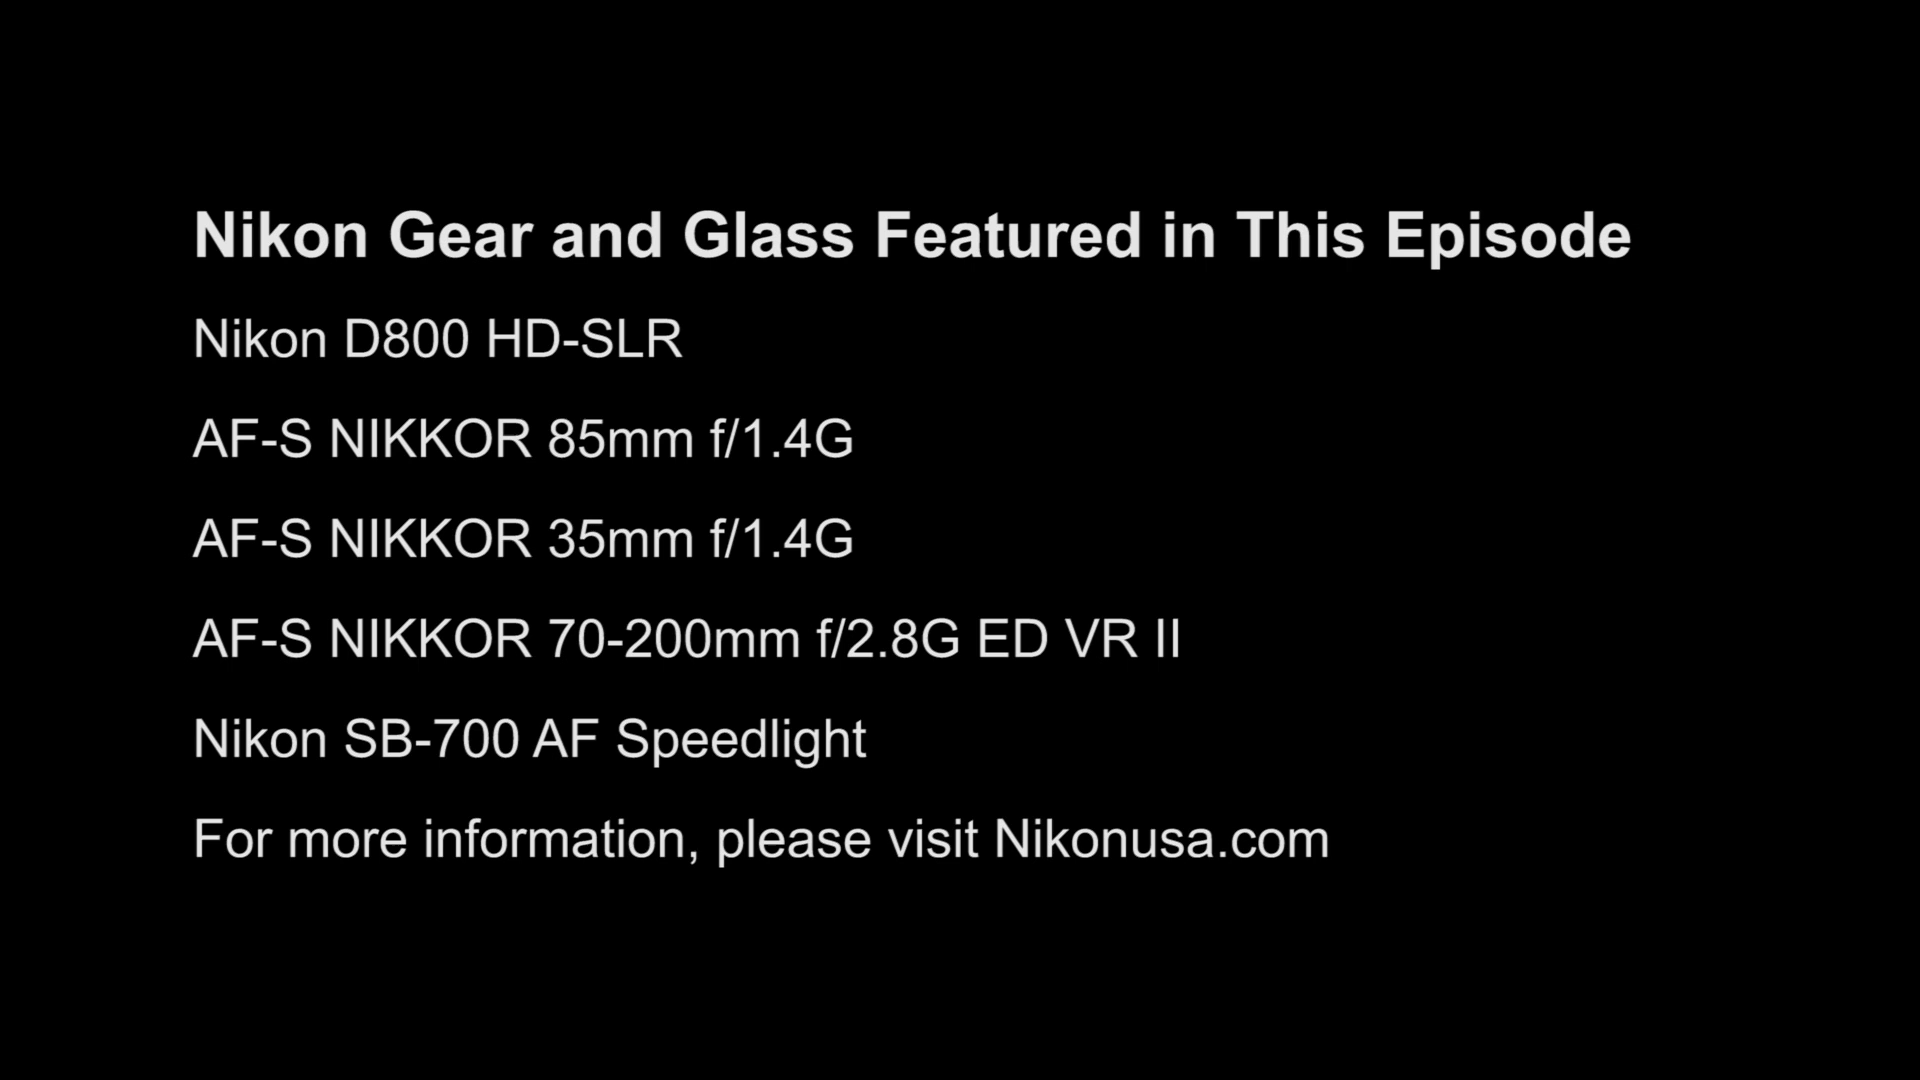 Nikon Gear and Glass Featured in This Episode
Nikon D800 HD-SLR
AF-S NIKKOR 85mm f/1.4G
AF-S NIKKOR 35mm f/1.4G
AF-S NIKKOR 70-200mm f/2.8G ED VR II
Nikon SB-700 AF Speedlight
For more information, please visit Nikonusa.com